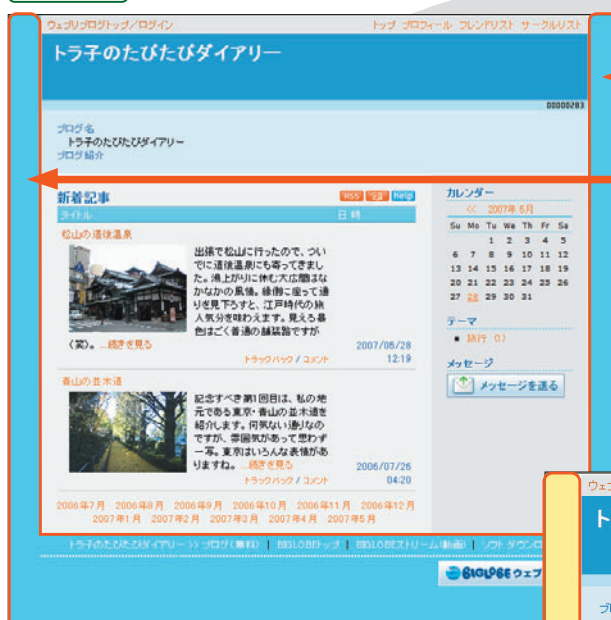 ウェブリブログトップ/ログイン
トップ プロフィール フレンドリスト サークルリスト
トラ子のたびたびダイアリー
00000283
ブログ名
トラ子のたびたびダイアリー
ブログ紹介
新着記事
RSS
help
タイトル
日 時
松山の道後温泉
出張で松山に行ったので、つい
でに道後温泉にも寄ってきまし
た。湯上がりに休む大広間はな
かなかの風情。縁側に座って通
りを見下ろすと、江戸時代の旅
人気分を味わえます。見える景
色はごく普通の舗装路ですが
(笑)。...続きを見る
2007/05/28
トラックバック / コメント
12:19
青山の並木道
記念すべき第1回目は、私の地
元である東京・青山の並木道を
紹介します。何気ない通りなの
ですが、雰囲気があって思わず
一写。東京はいろんな表情があ
りますね。...続きを見る
2006/07/26
トラックバック / コメント
04:20
2006年7月 2006年8月 2006年9月 2006年10月 2006年11月 2006年12月
2007年1月 2007年2月 2007年3月 2007年4月 2007年5月
カレンダー
<< 2007年 5月
Su Mo Tu We Th Fr Sa
1 2 3 4 5
6 7 8 9 10 11 12
13 14 15 16 17 18 19
20 21 22 23 24 25 26
27 28 29 30 31
テーマ
旅行
メッセージ
メッセージを送る
トラ子のたびたびダイアリー >> ブログ(無料) | BIGLOBEトップ | BIGLOBEストリーム(動画) | ソフト ダウンロ
BIGLOBE ウェブ
ウェブ
ト
ブ